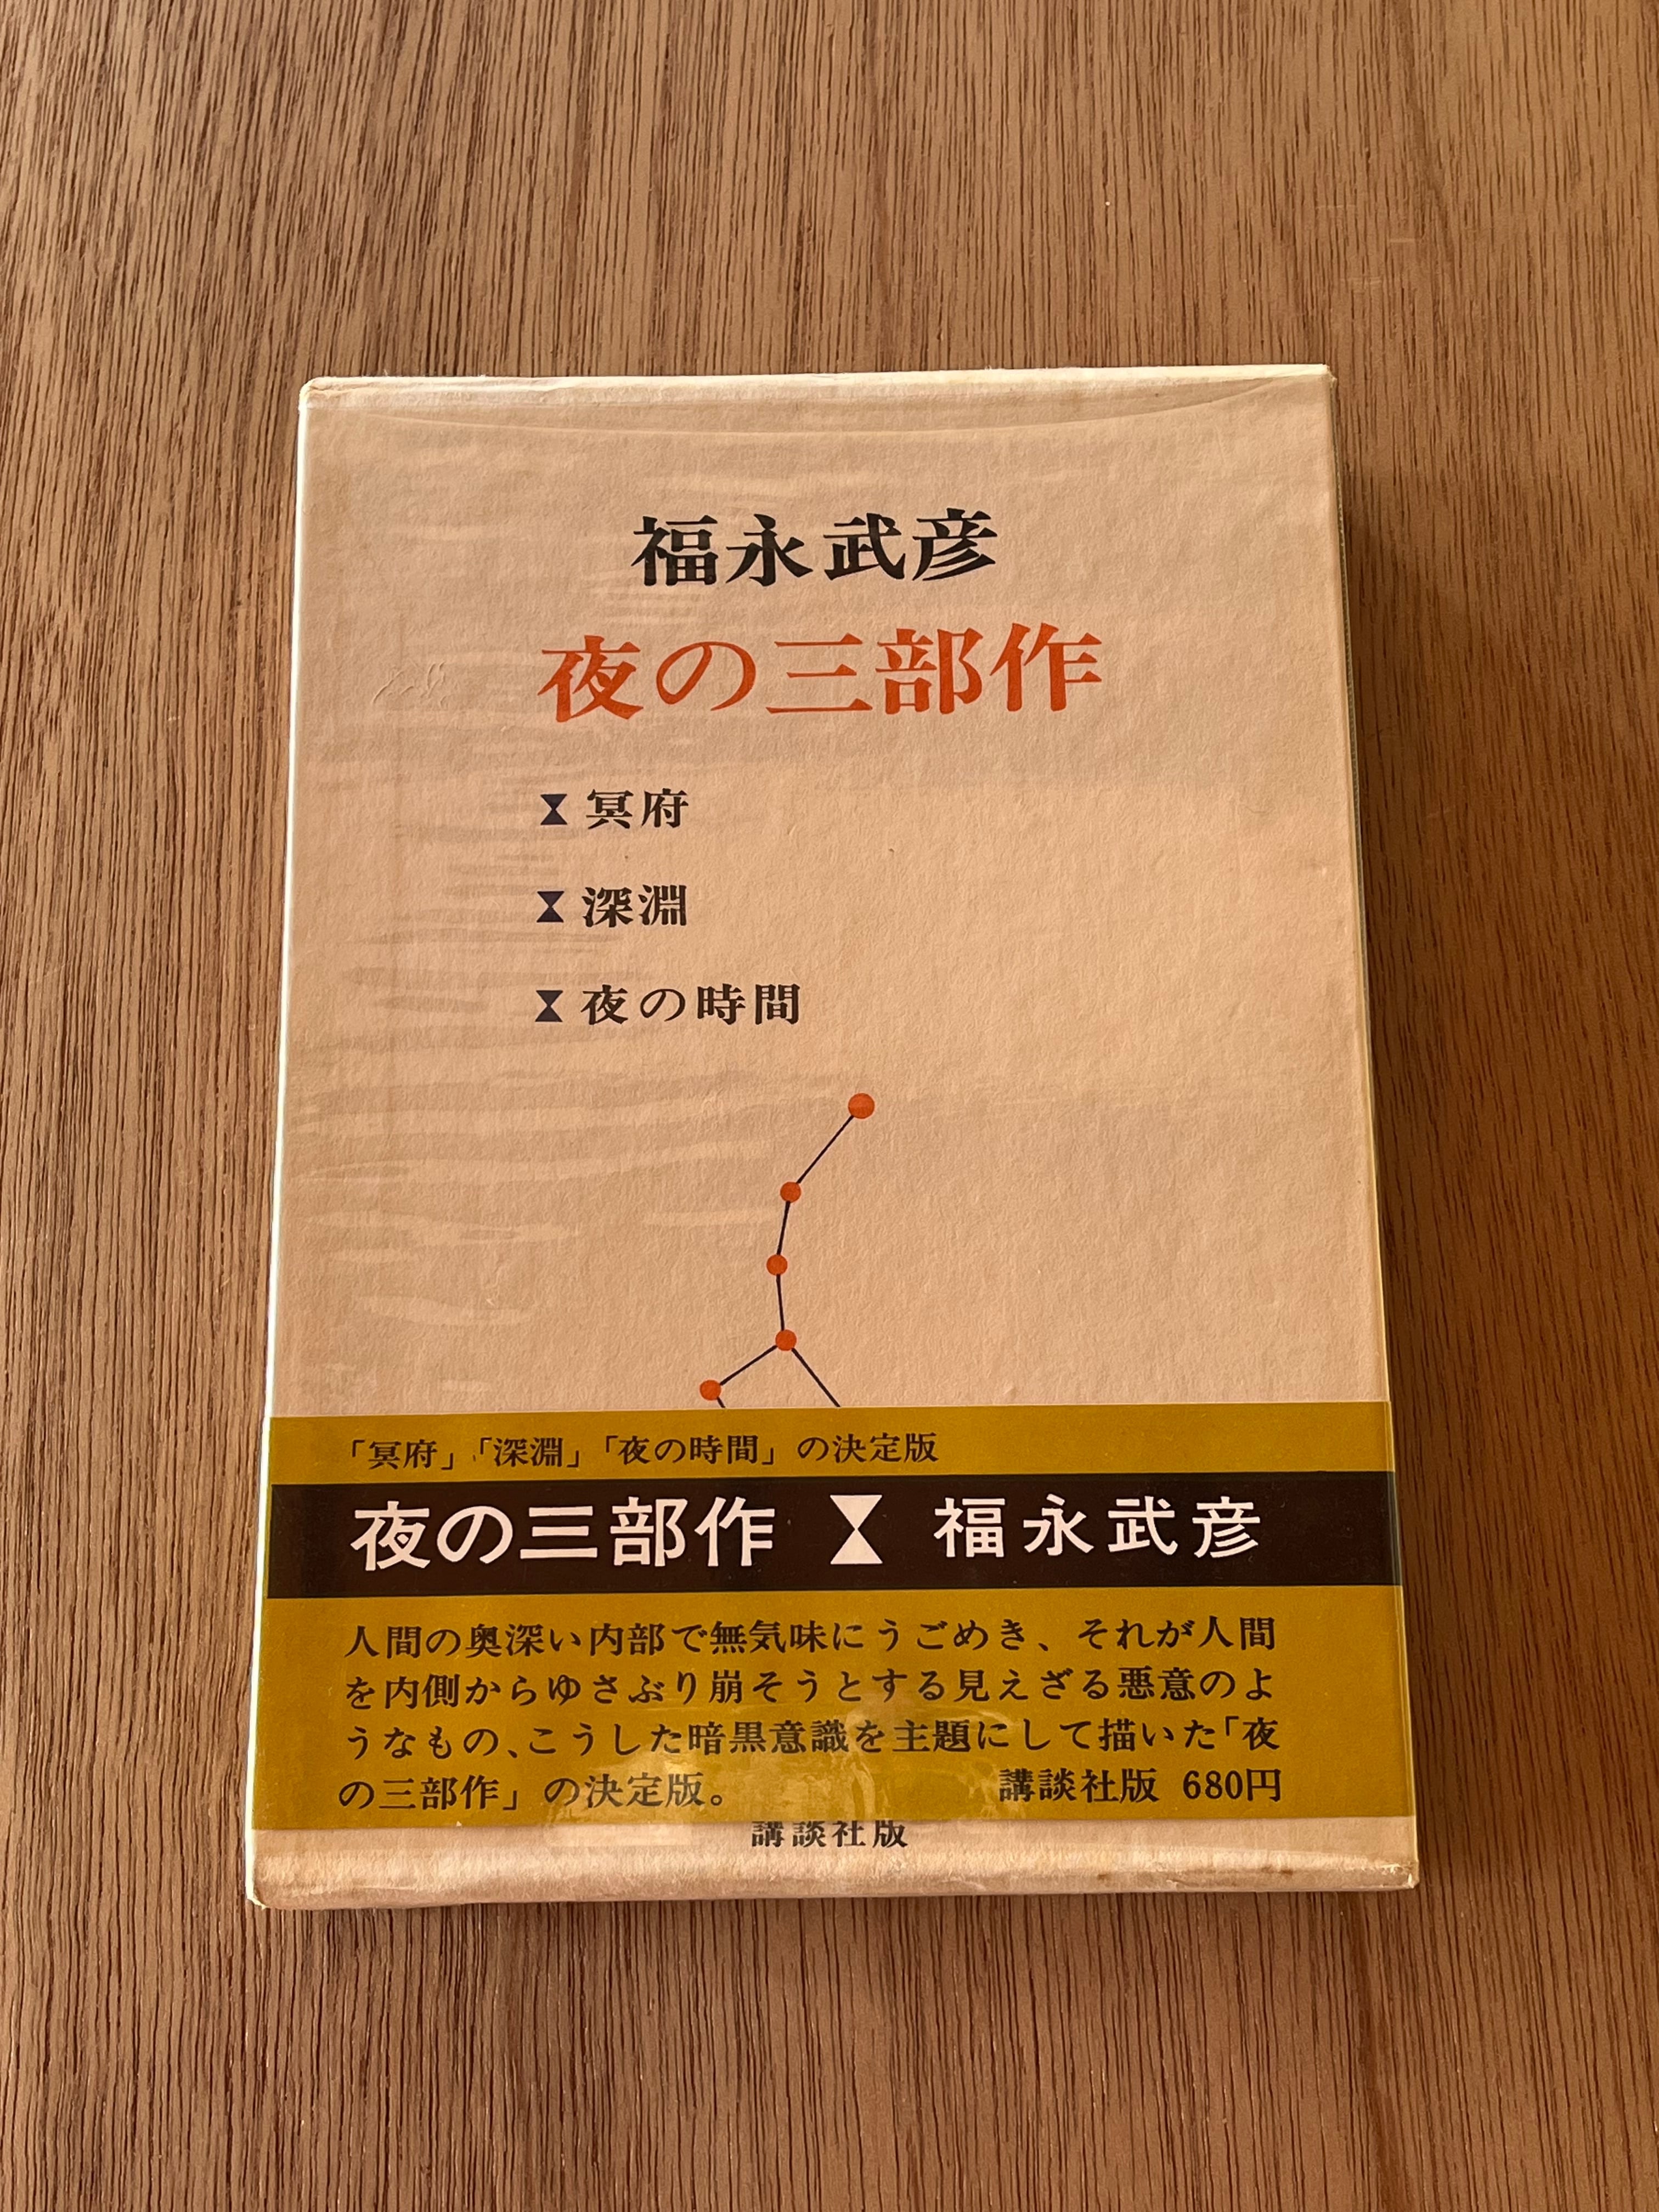 福永武彦
夜の三部作
冥府
深淵
夜の時間
「冥府」「深淵」「夜の時間」の決定版
夜の三部作 福永武彦
人間の奥深い内部で無気味にうごめき、それが人間
を内側からゆさぶり崩そうとする見えざる悪意のよ
うなもの、こうした暗黒意識を主題にして描いた「夜
の三部作」の決定版。 講談社版 680円
講談社版